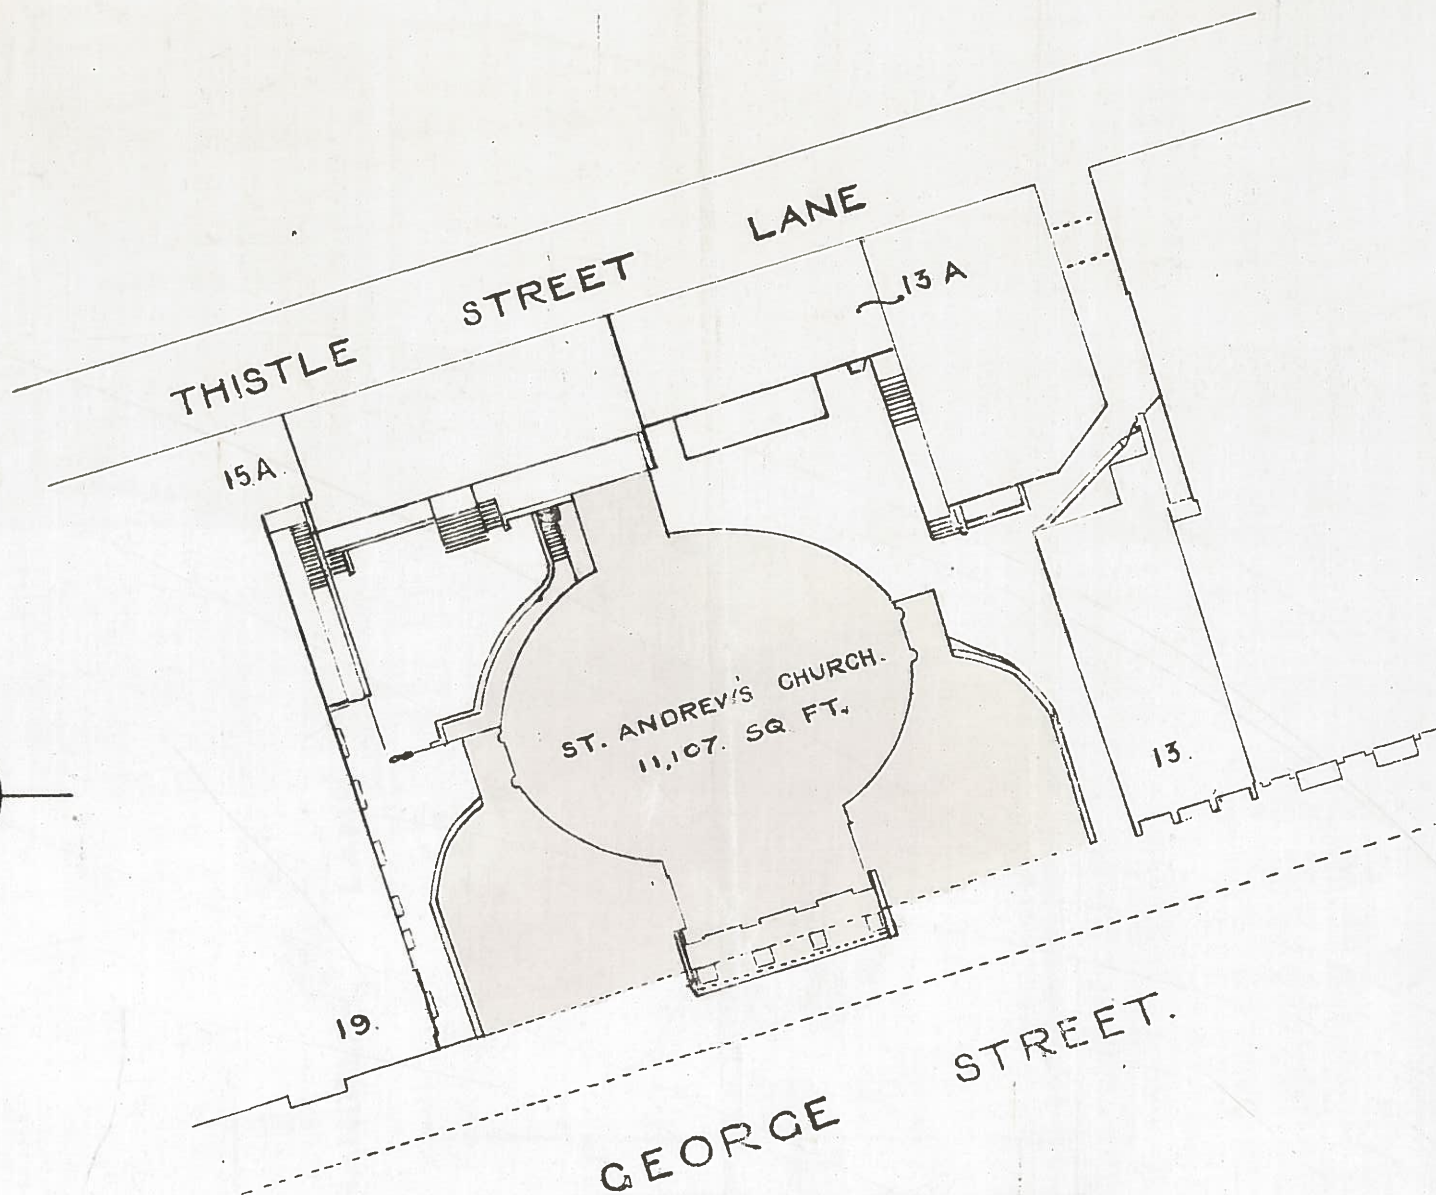 THISTLE STREET LANE
13 A
15.A
ST. ANDREW'S CHURCH.
11,107. SQ FT.
13.
19.
GEORGE STREET.